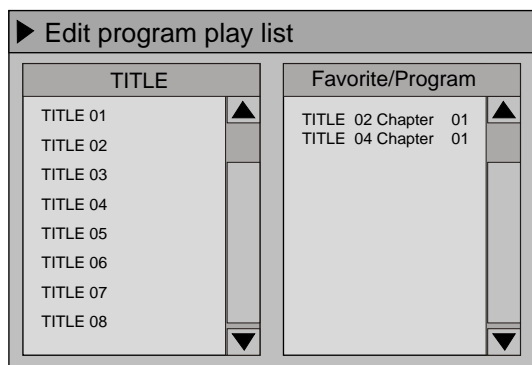 Edit program play list
TITLE
TITLE 01
TITLE 02
TITLE 03
TITLE 04
TITLE 05
TITLE 06
TITLE 07
TITLE 08
Favorite/Program
TITLE 02 Chapter 01
TITLE 04 Chapter 01